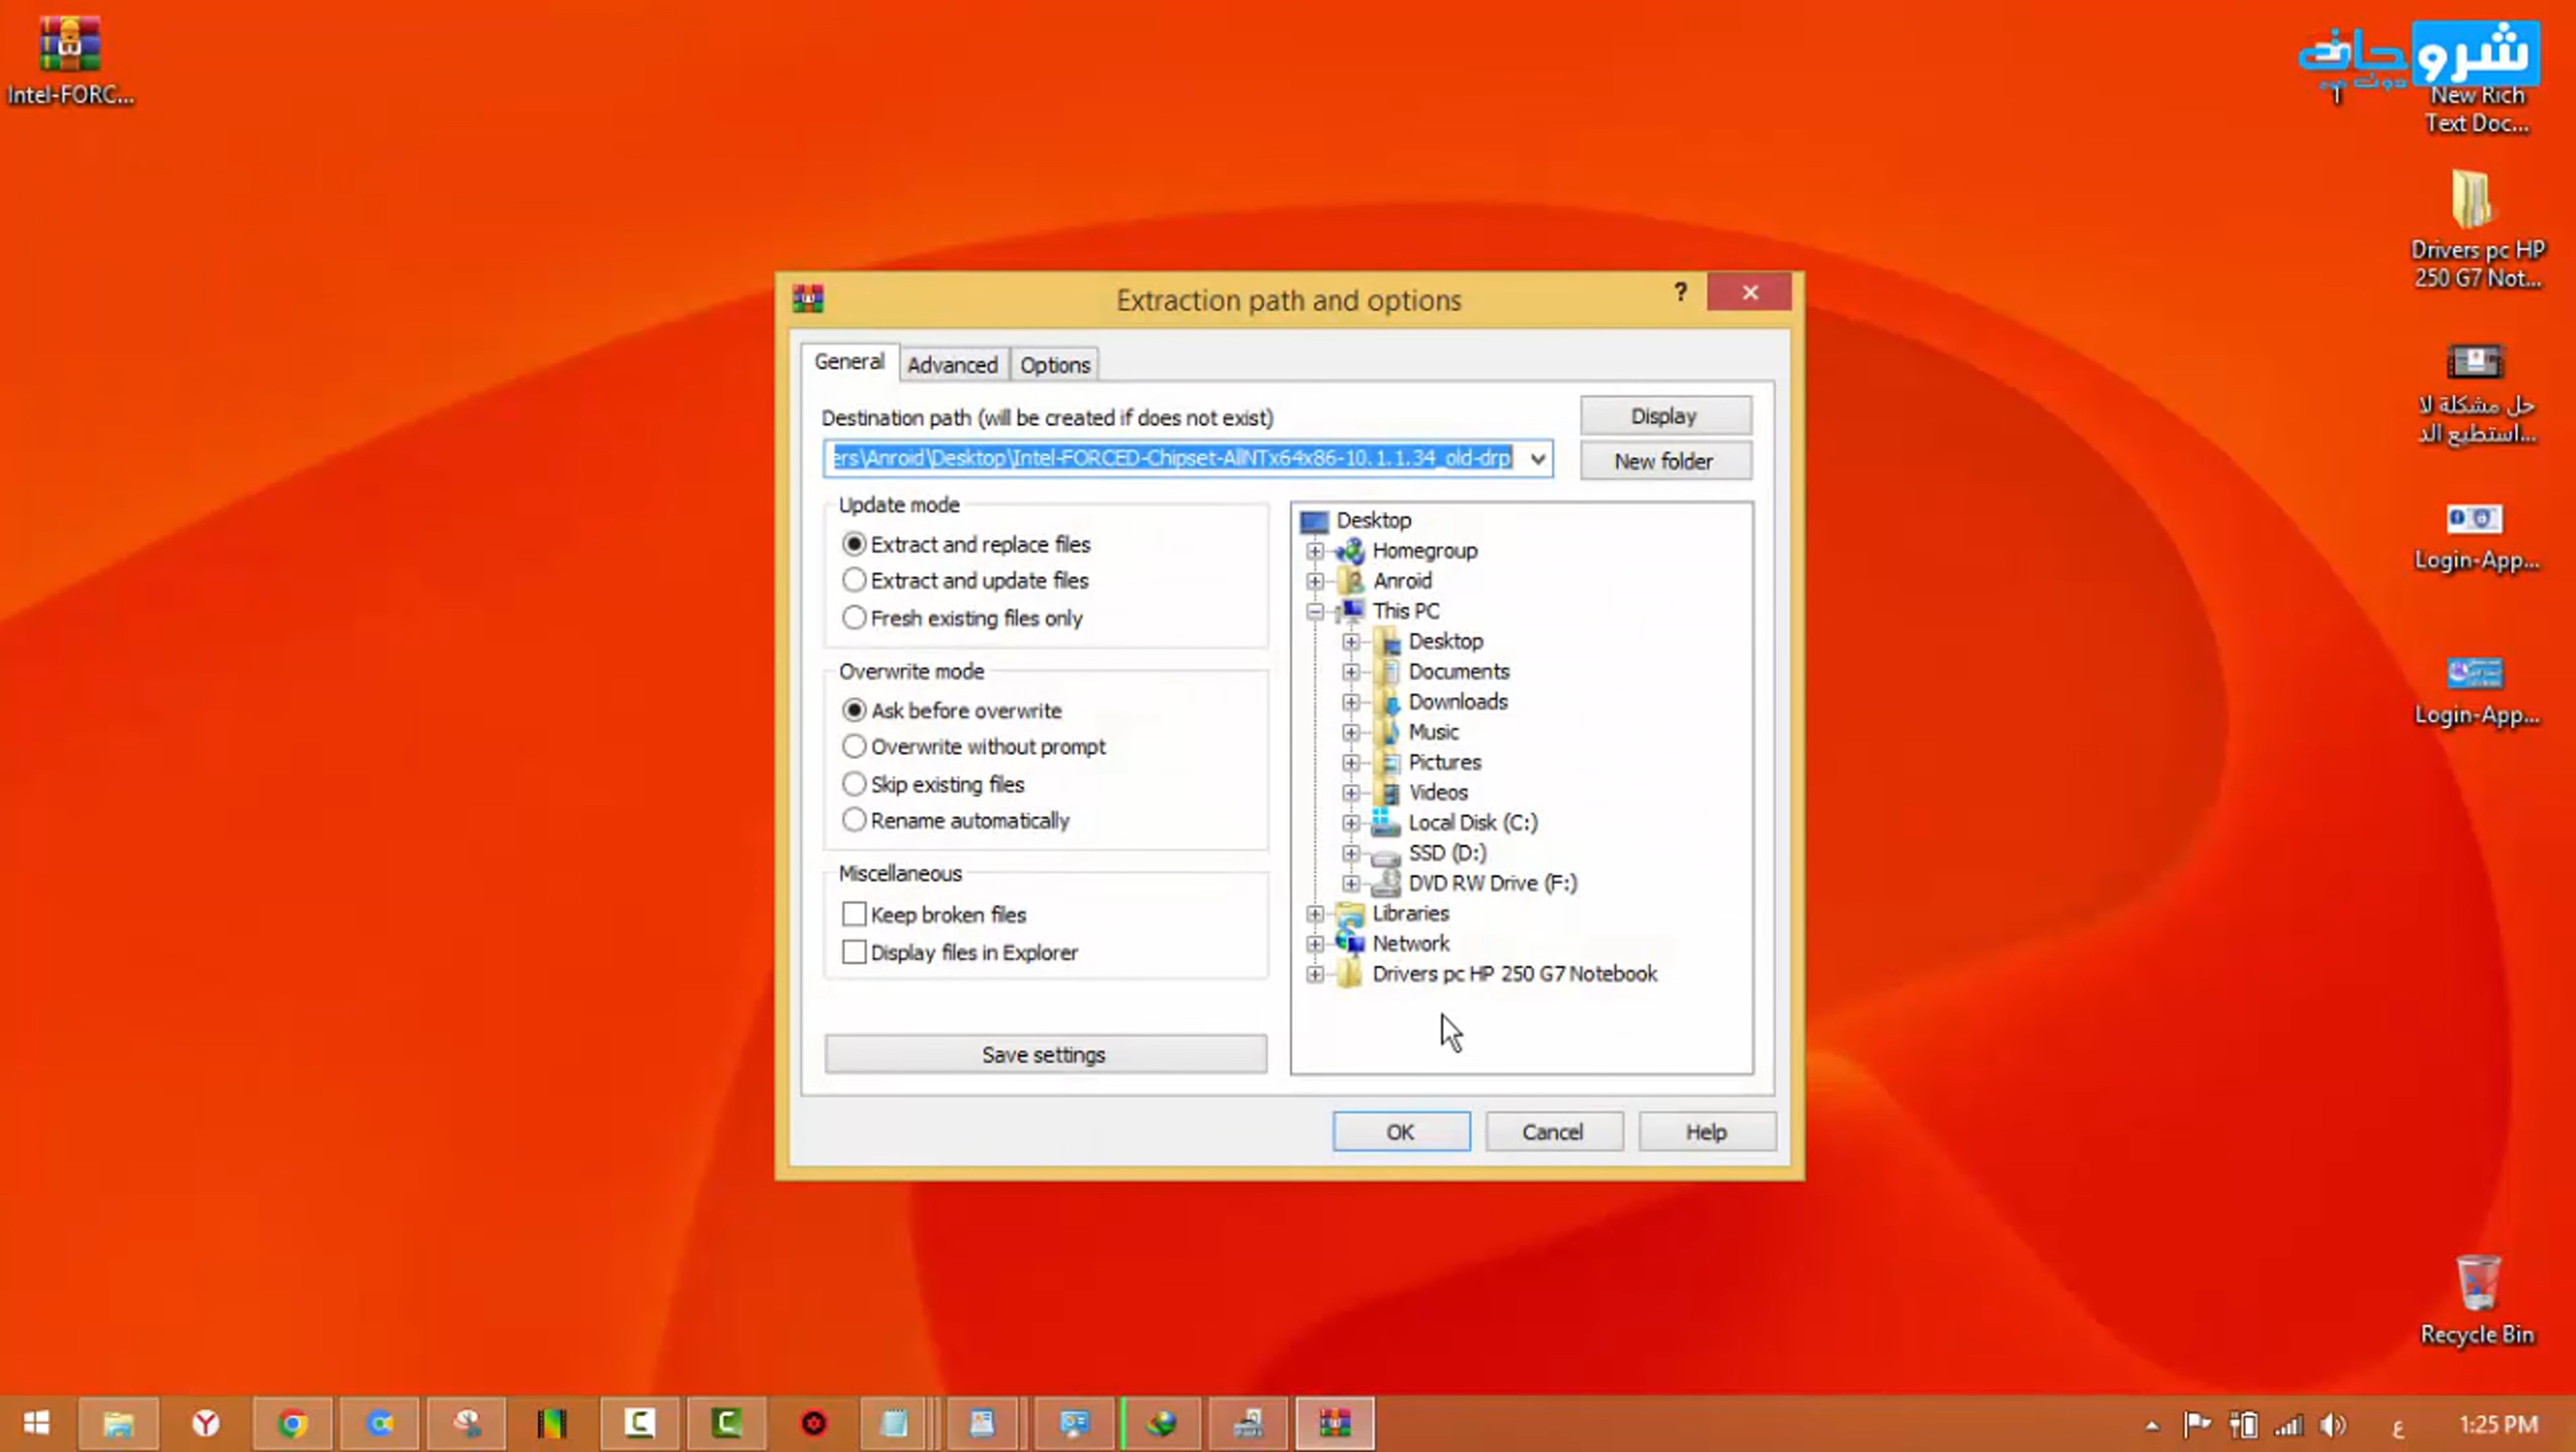 Intel-FORC...
شروحات
دوت كوم
1
New Rich
Text Doc...
Drivers pc HP
250 G7 Not...
حل مشكلة لا
استطيع الد...
Login-App...
Login-App...
Recycle Bin
Extraction path and options
?
General
Advanced
Options
Destination path (will be created if does not exist)
Display
ers\Anroid\Desktop\Intel-FORCED-Chipset-AllNTx64x86-10.1.1.34_old-drp
New folder
Update mode
Extract and replace files
Extract and update files
Fresh existing files only
Overwrite mode
Ask before overwrite
Overwrite without prompt
Skip existing files
Rename automatically
Miscellaneous
Keep broken files
Display files in Explorer
Save settings
Desktop
Homegroup
Anroid
This PC
Desktop
Documents
Downloads
Music
Pictures
Videos
Local Disk (C:)
SSD (D:)
DVD RW Drive (F:)
Libraries
Network
Drivers pc HP 250 G7 Notebook
OK
Cancel
Help
ع
1:25 PM